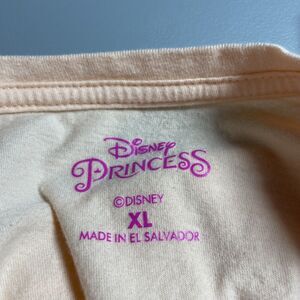 Disney
PRINCESS
©DISNEY
XL
MADE IN EL SALVADOR